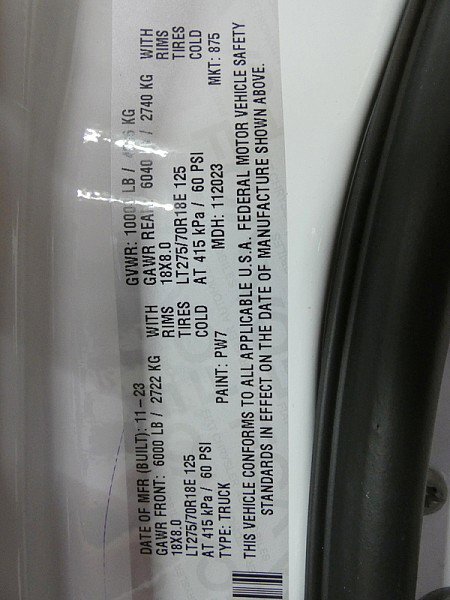 DATE OF MFR (BUILT): 11-23 GVWR: LB / KG
GAWR FRONT: 6000 LB / 2722 KG WITH GAWR 6040 / 2740 KG WITH
18X8.0 RIMS 18X8.0 RIMS
LT275/70R18E 125 TIRES LT275/70R18E 125 TIRES
AT 415 kPa / 60 PSI COLD AT 415 kPa / 60 PSI COLD
TYPE: TRUCK PAINT: PW7 MDH: 112023 MKT: 875
THIS VEHICLE CONFORMS TO ALL APPLICABLE U.S.A. FEDERAL MOTOR VEHICLE SAFETY
STANDARDS IN EFFECT ON THE DATE OF MANUFACTURE SHOWN ABOVE.